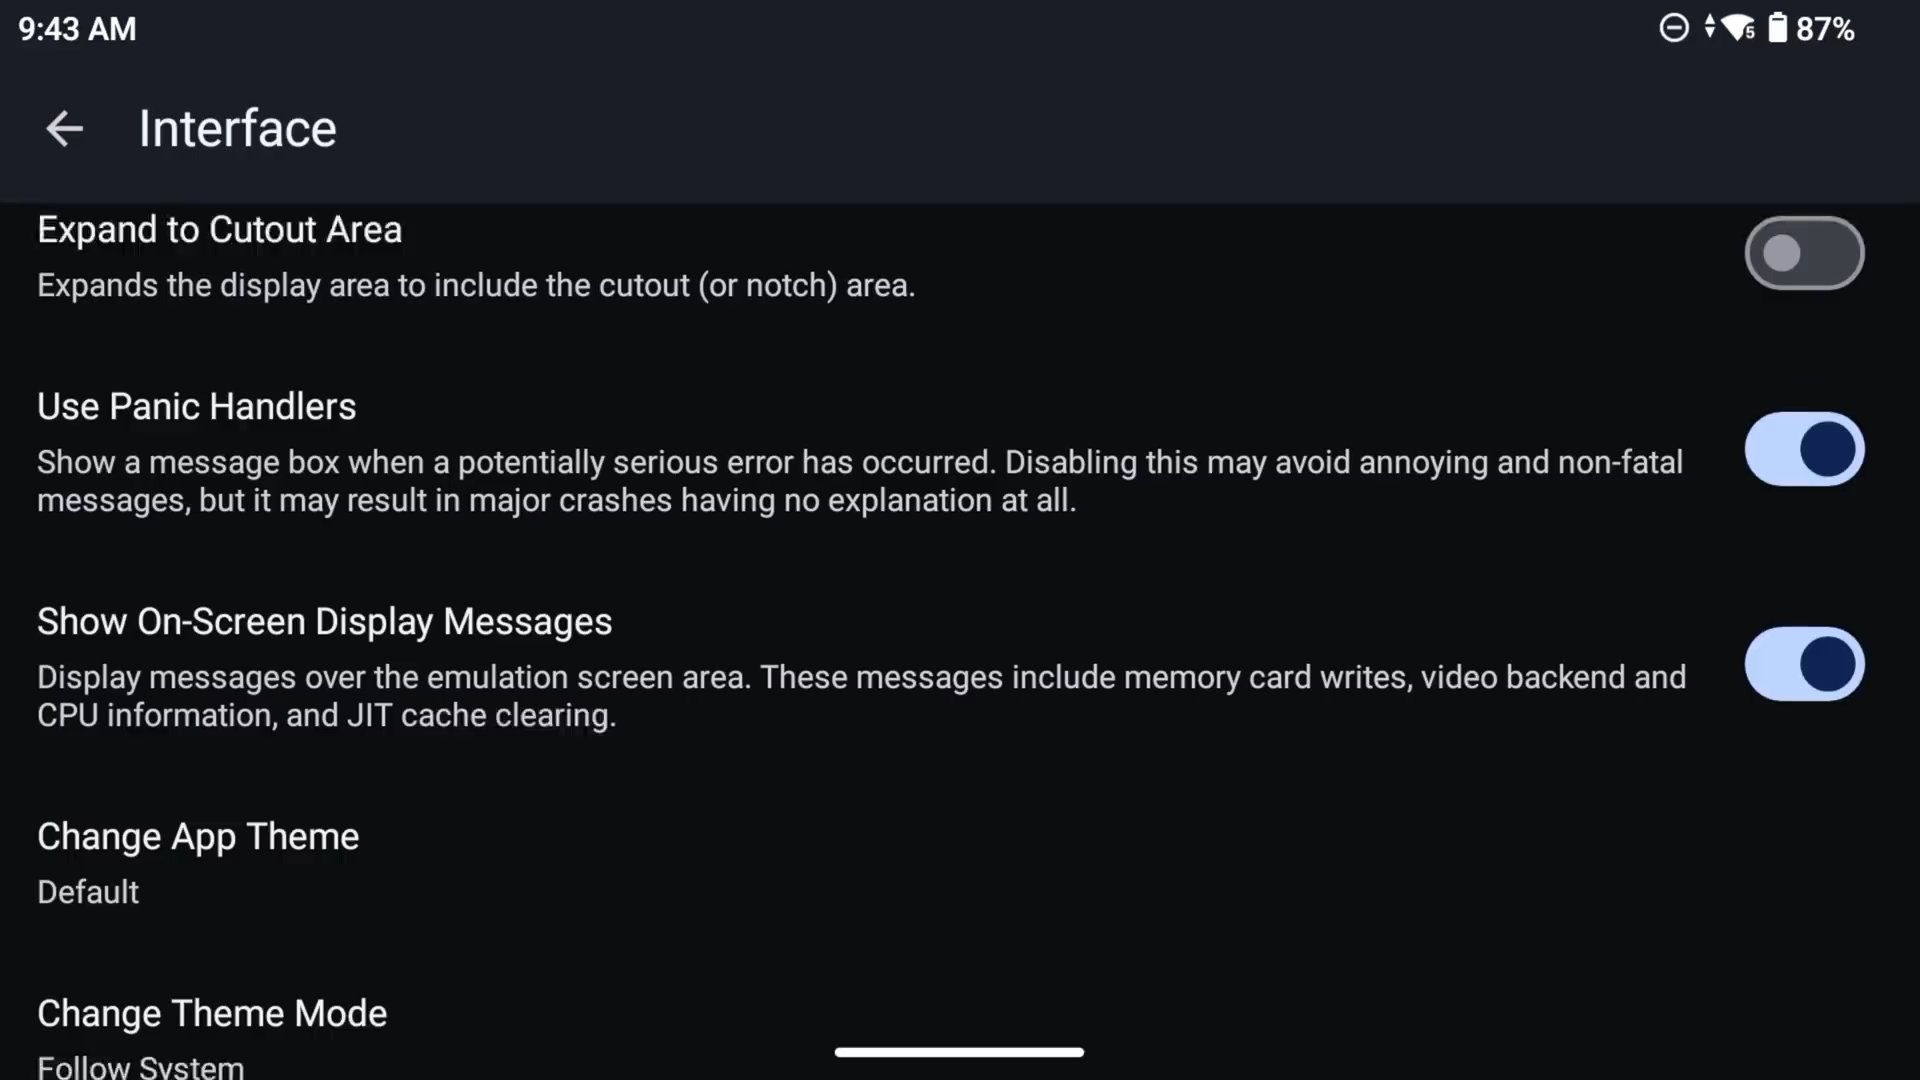 9:43 AM
5 87%
Interface
Expand to Cutout Area
Expands the display area to include the cutout (or notch) area.
Use Panic Handlers
Show a message box when a potentially serious error has occurred. Disabling this may avoid annoying and non-fatal
messages, but it may result in major crashes having no explanation at all.
Show On-Screen Display Messages
Display messages over the emulation screen area. These messages include memory card writes, video backend and
CPU information, and JIT cache clearing.
Change App Theme
Default
Change Theme Mode
Follow System